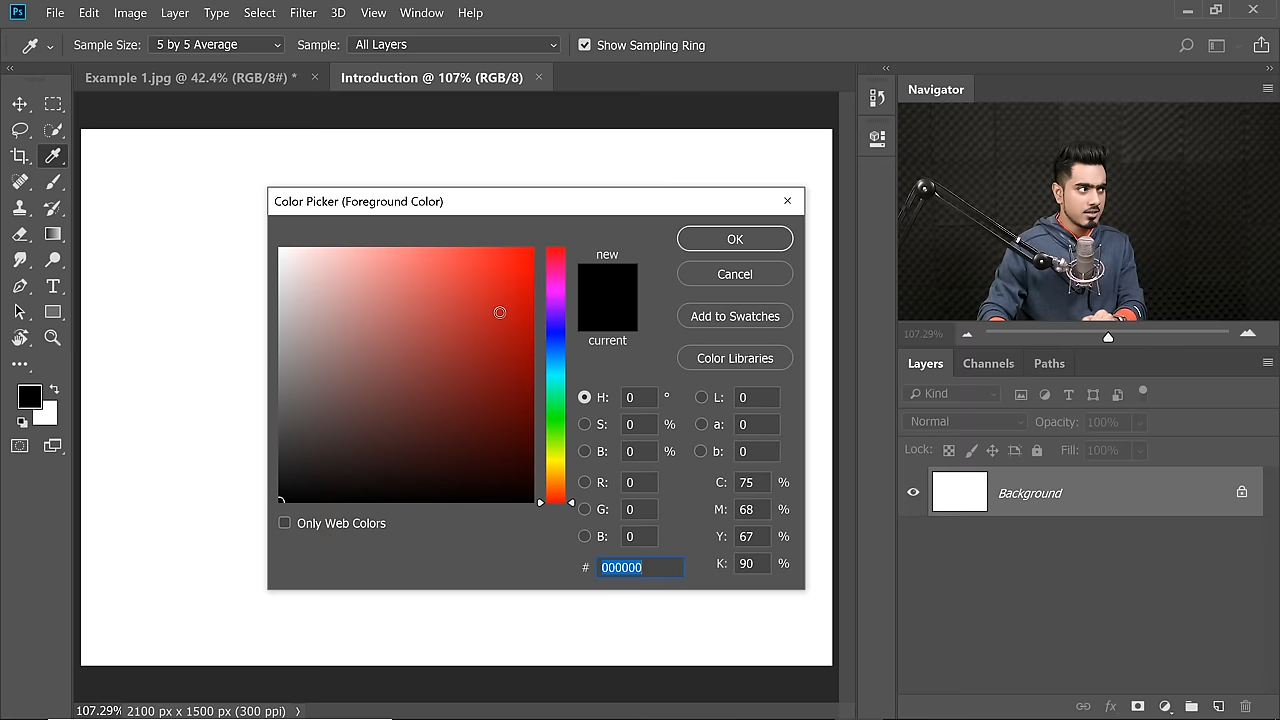 Ps File Edit Image Layer Type Select Filter 3D View Window Help
Sample Size: 5 by 5 Average Sample: All Layers Show Sampling Ring
Example 1.jpg @ 42.4% (RGB/8#) * × Introduction @ 107% (RGB/8) ×
Navigator
Color Picker (Foreground Color)
OK
new
Cancel
Add to Swatches
current
107.29%
Color Libraries
Layers Channels Paths
Kind
H: 0 ° L: 0
Normal Opacity: 100%
S: 0 % a: 0
B: 0 % b: 0
Lock: Fill: 100%
R: 0 C: 75 %
Background
G: 0 M: 68 %
Only Web Colors
B: 0 Y: 67 %
# 000000 K: 90 %
T
fx
107.29% 2100 px x 1500 px (300 ppi)